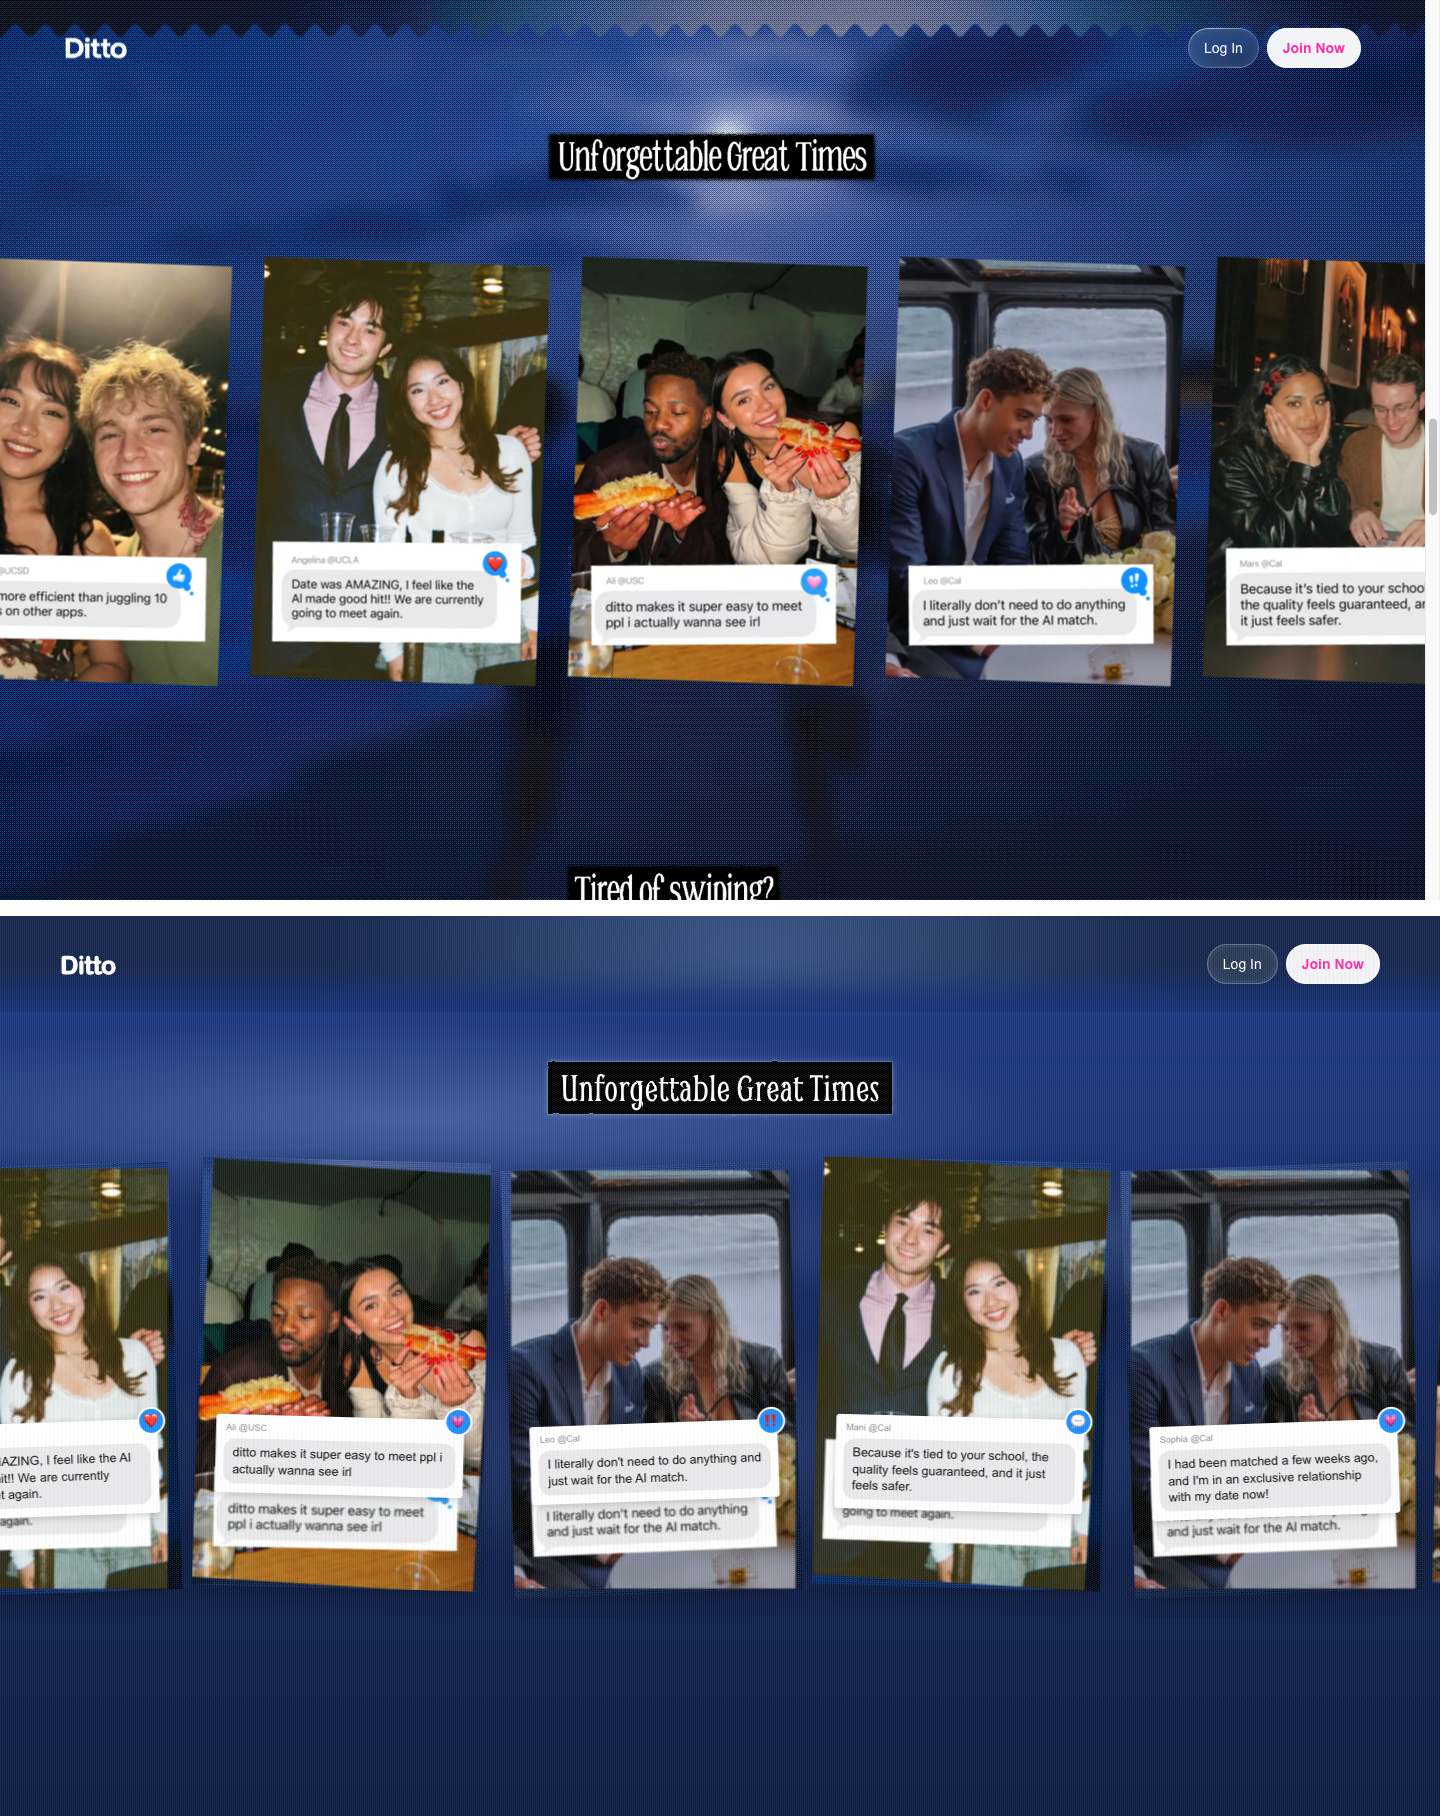 Ditto
Log In
Join Now
Unforgettable Great Times
@UCSD
more efficient than juggling 10
s on other apps.
Angelina @UCLA
Date was AMAZING, I feel like the
AI made good hit!! We are currently
going to meet again.
Ali @USC
ditto makes it super easy to meet
ppl i actually wanna see irl
Leo @Cal
I literally don't need to do anything
and just wait for the AI match.
Mars @Cal
Because it's tied to your school
the quality feels guaranteed, an
it just feels safer.
Tired of swiping?
Ditto
Log In
Join Now
Unforgettable Great Times
AZING, I feel like the AI
hit!! We are currently
t again.
again.
Ali @USC
ditto makes it super easy to meet ppl i
actually wanna see irl
ditto makes it super easy to meet
ppl i actually wanna see irl
Leo @Cal
I literally don't need to do anything and
just wait for the AI match.
I literally don't need to do anything
and just wait for the AI match.
Mani @Cal
Because it's tied to your school, the
quality feels guaranteed, and it just
feels safer.
going to meet again.
Sophia @Cal
I had been matched a few weeks ago,
and I'm in an exclusive relationship
with my date now!
and just wait for the AI match.